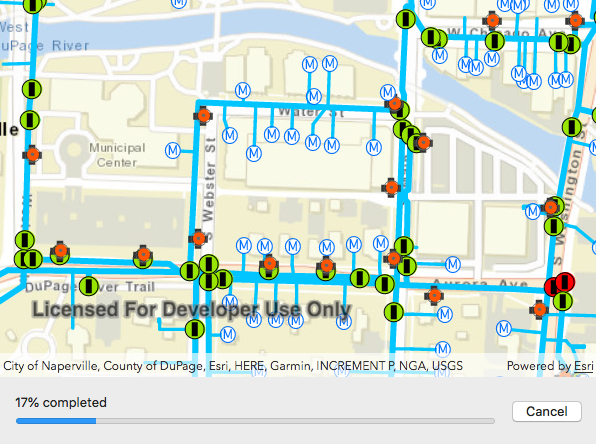 West
DuPage River
W Chicago Av
M
M
M
M
M
M
M
M
M
M
M
M
M
Water St
M
M
M
M
M
M
M
M
M
lle
Municipal
Center
S Webster St
S Washington S
M
M
M
M
M
M
M
M
DuPage River Trail
Aurora Ave
M
M
M
M
M
M
M
M
M
Licensed For Developer Use Only
City of Naperville, County of DuPage, Esri, HERE, Garmin, INCREMENT P, NGA, USGS
Powered by Esri
17% completed
Cancel